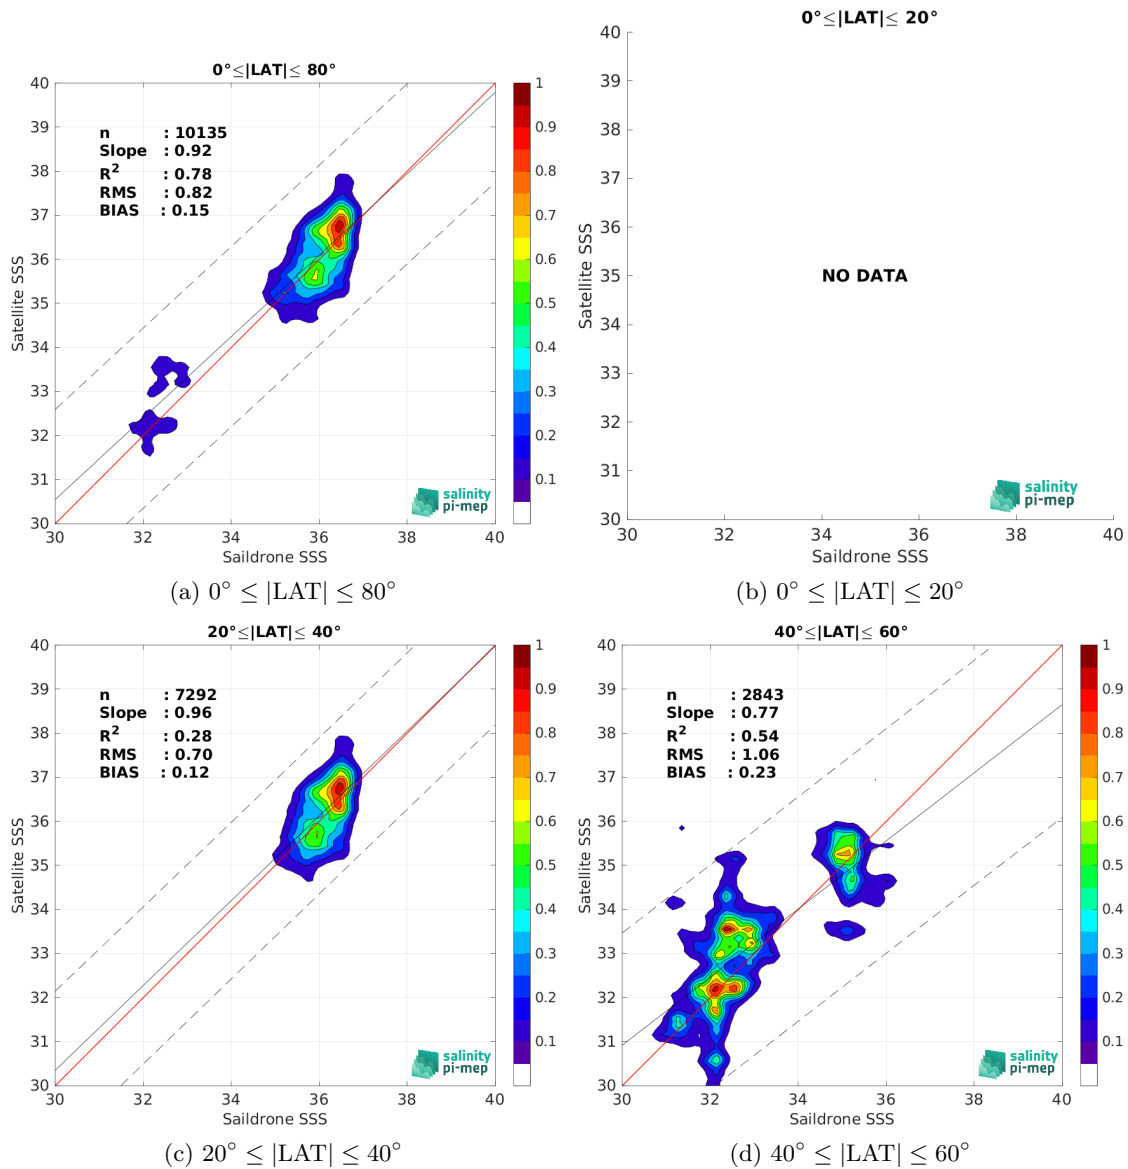 0°≤|LAT|≤ 80°
40
39
38
37
36
35
34
33
32
31
30
Satellite SSS
n : 10135
Slope : 0.92
R² : 0.78
RMS : 0.82
BIAS : 0.15
salinity
pi-mep
30 32 34 36 38 40
Saildrone SSS
1
0.9
0.8
0.7
0.6
0.5
0.4
0.3
0.2
0.1
(a) 0° ≤ |LAT| ≤ 80°
0°≤|LAT|≤ 20°
40
39
38
37
36
35
34
33
32
31
30
Satellite SSS
NO DATA
salinity
pi-mep
30 32 34 36 38 40
Saildrone SSS
(b) 0° ≤ |LAT| ≤ 20°
20°≤|LAT|≤ 40°
40
39
38
37
36
35
34
33
32
31
30
Satellite SSS
n : 7292
Slope : 0.96
R² : 0.28
RMS : 0.70
BIAS : 0.12
salinity
pi-mep
30 32 34 36 38 40
Saildrone SSS
1
0.9
0.8
0.7
0.6
0.5
0.4
0.3
0.2
0.1
(c) 20° ≤ |LAT| ≤ 40°
40°≤|LAT|≤ 60°
40
39
38
37
36
35
34
33
32
31
30
Satellite SSS
n : 2843
Slope : 0.77
R² : 0.54
RMS : 1.06
BIAS : 0.23
salinity
pi-mep
30 32 34 36 38 40
Saildrone SSS
1
0.9
0.8
0.7
0.6
0.5
0.4
0.3
0.2
0.1
(d) 40° ≤ |LAT| ≤ 60°